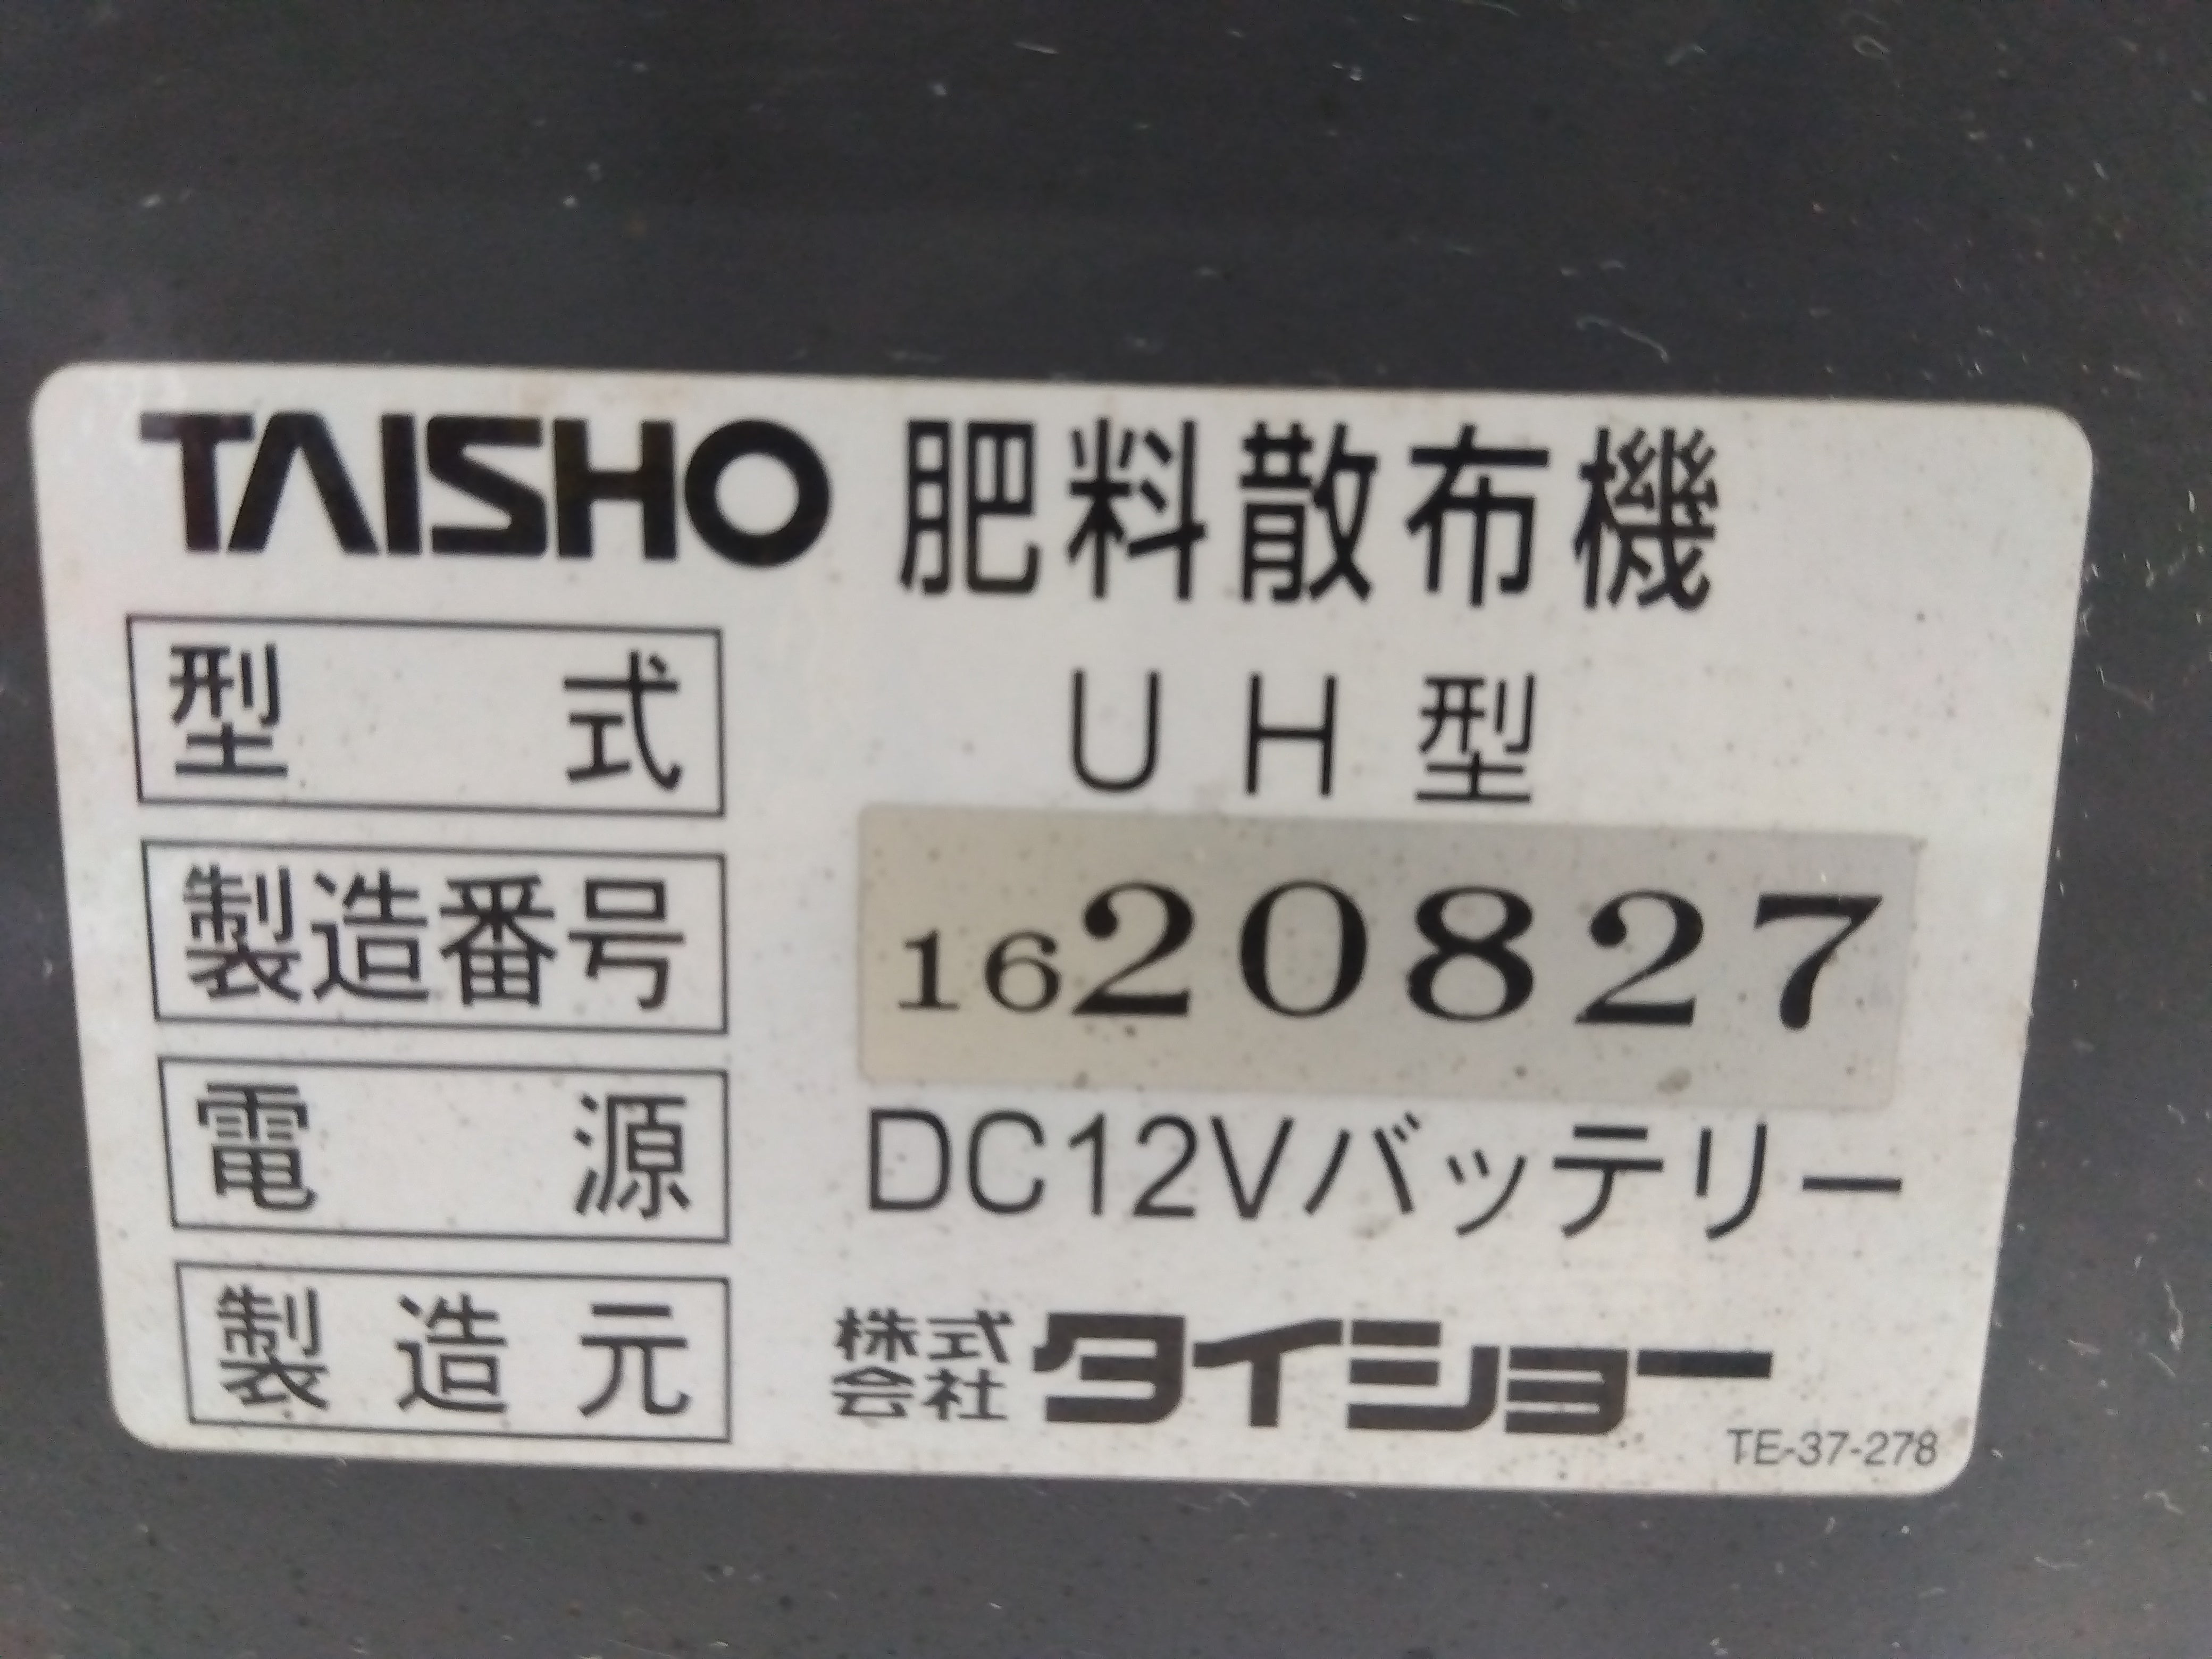 TAISHO 肥料散布機
型式 UH型
製造番号 1620827
電源 DC12Vバッテリー
製造元 株式会社タイショー
TE-37-278